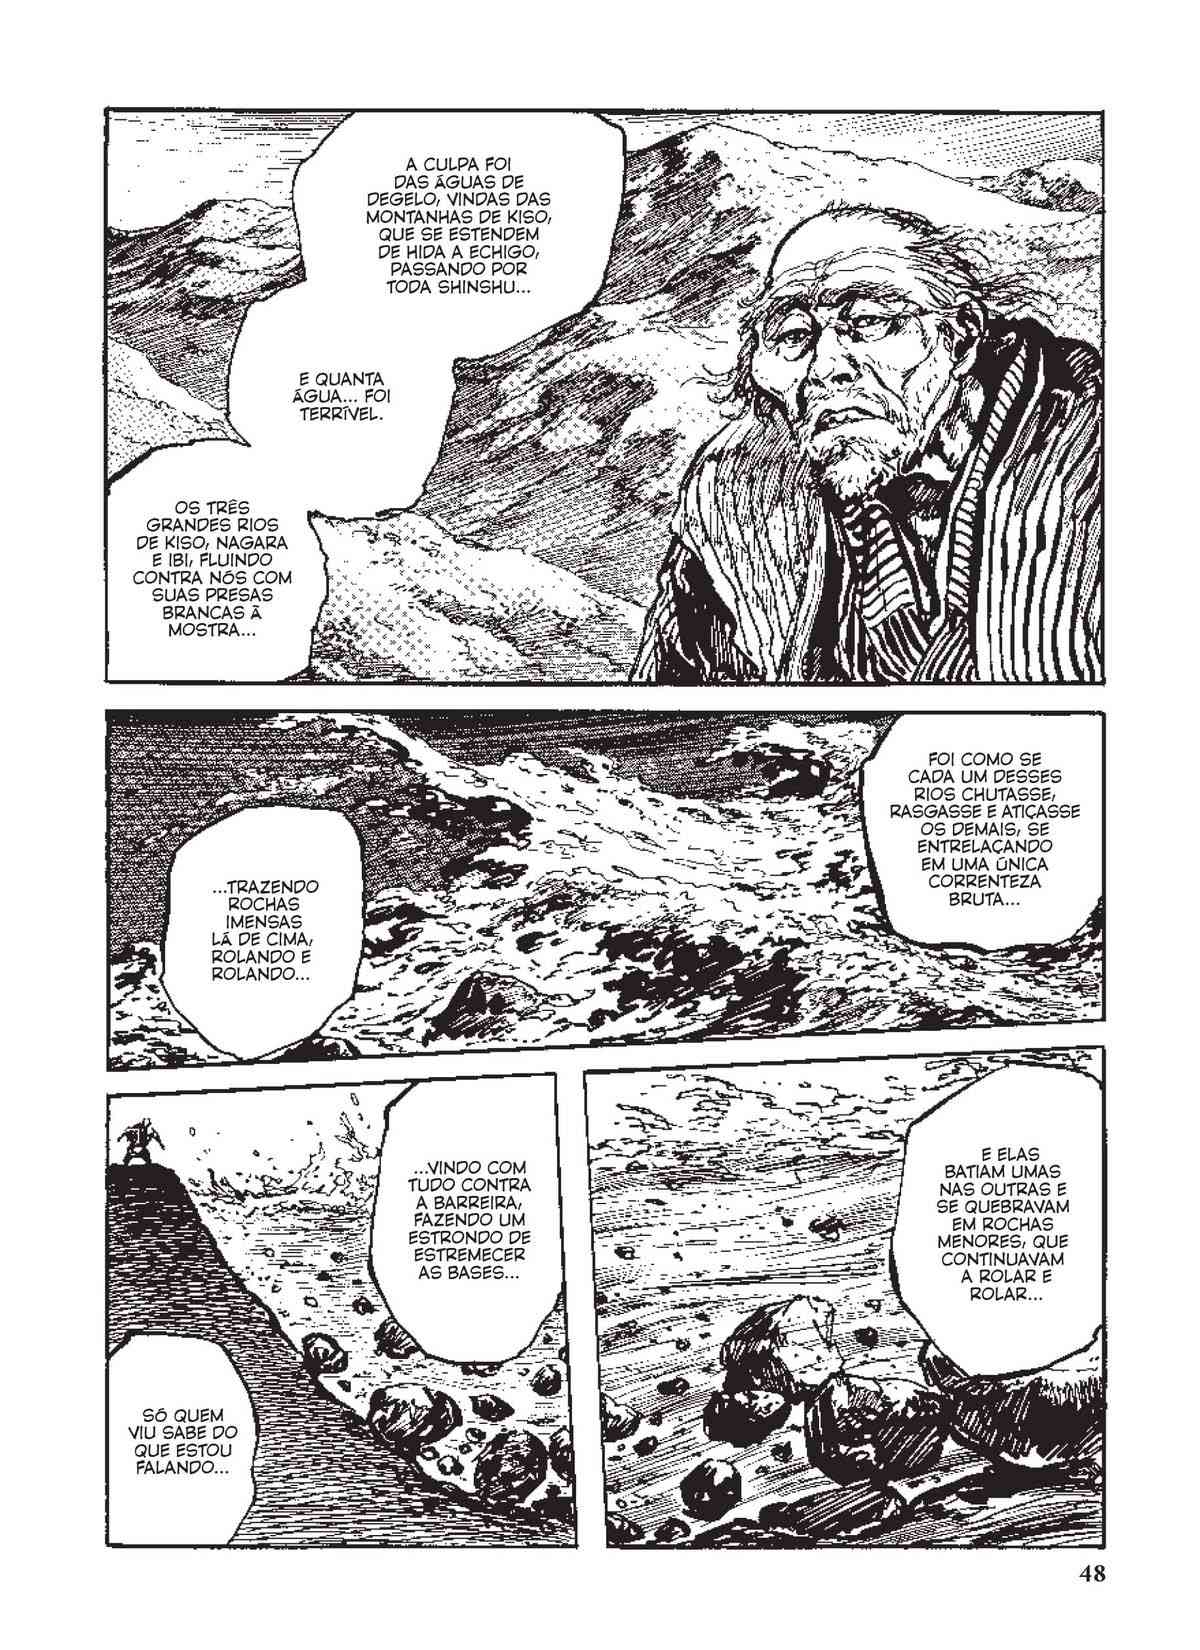 A CULPA FOI
DAS ÁGUAS DE
DEGELO, VINDAS DAS
MONTANHAS DE KISO,
QUE SE ESTENDEM
DE HIDA A ECHIGO,
PASSANDO POR
TODA SHINSHU...
E QUANTA
ÁGUA... FOI
TERRÍVEL.
OS TRÊS
GRANDES RIOS
DE KISO, NAGARA
E IBI, FLUINDO
CONTRA NÓS COM
SUAS PRESAS
BRANCAS À
MOSTRA...
FOI COMO SE
CADA UM DESSES
RIOS CHUTASSE,
RASGASSE E ATIÇASSE
OS DEMAIS, SE
ENTRELAÇANDO
EM UMA ÚNICA
CORRENTEZA
BRUTA...
...TRAZENDO
ROCHAS
IMENSAS
LÁ DE CIMA,
ROLANDO E
ROLANDO...
E ELAS
BATIAM UMAS
NAS OUTRAS E
SE QUEBRAVAM
EM ROCHAS
MENORES, QUE
CONTINUAVAM
A ROLAR E
ROLAR...
...VINDO COM
TUDO CONTRA
A BARREIRA,
FAZENDO UM
ESTRONDO DE
ESTREMECER
AS BASES...
SÓ QUEM
VIU SABE DO
QUE ESTOU
FALANDO...
48